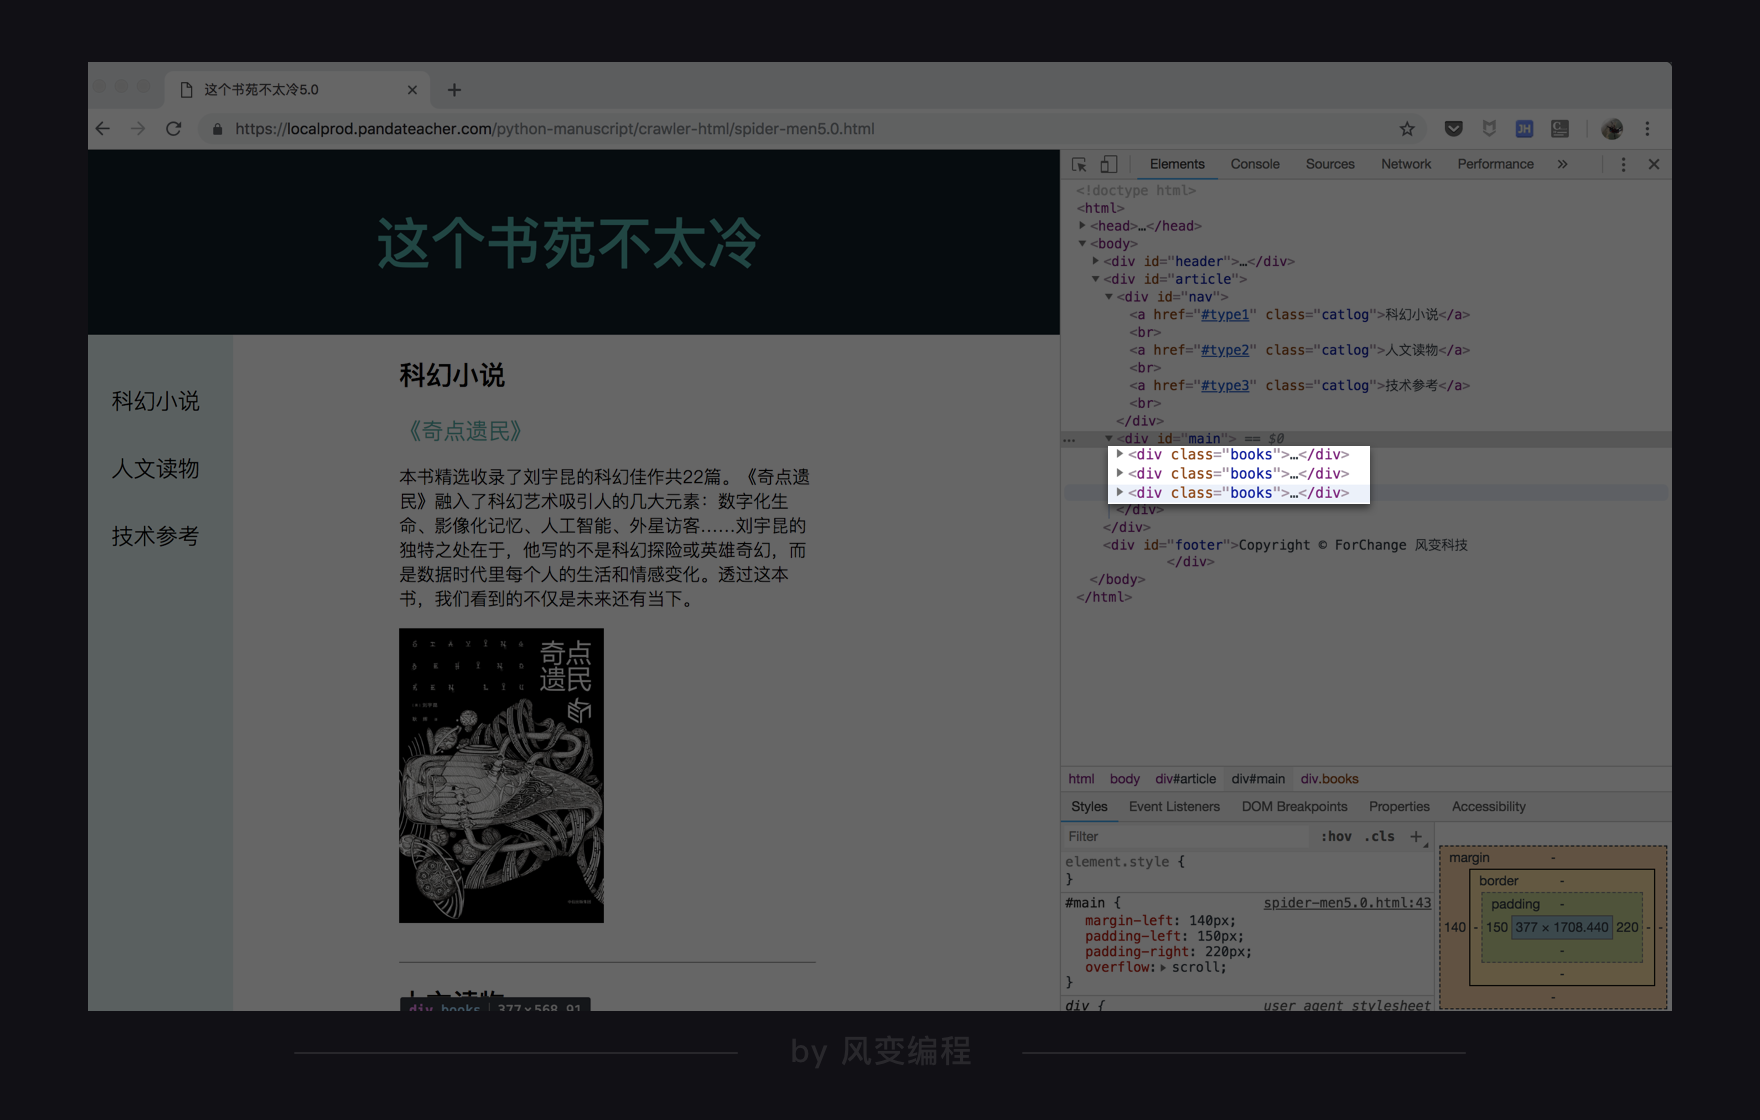 这个书苑不太冷5.0
https://localprod.pandateacher.com/python-manuscript/crawler-html/spider-men5.0.html
JH
这个书苑不太冷
科幻小说
人文读物
技术参考
科幻小说
《奇点遗民》
本书精选收录了刘宇昆的科幻佳作共22篇。《奇点遗
民》融入了科幻艺术吸引人的几大元素：数字化生
命、影像化记忆、人工智能、外星访客……刘宇昆的
独特之处在于，他写的不是科幻探险或英雄奇幻，而
是数据时代里每个人的生活和情感变化。透过这本
书，我们看到的不仅是未来还有当下。
奇点
遗民
div.books | 377×568.91
Elements Console Sources Network Performance »
<!doctype html>
<html>
<head>…</head>
<body>
<div id="header">…</div>
<div id="article">
<div id="nav">
<a href="#type1" class="catlog">科幻小说</a>
<br>
<a href="#type2" class="catlog">人文读物</a>
<br>
<a href="#type3" class="catlog">技术参考</a>
<br>
</div>
… <div id="main"> == $0
<div class="books">…</div>
<div class="books">…</div>
<div class="books">…</div>
</div>
</div>
<div id="footer">Copyright © ForChange 风变科技
</div>
</body>
</html>
html body div#article div#main div.books
Styles Event Listeners DOM Breakpoints Properties Accessibility
Filter :hov .cls +
element.style {
}
#main { spider-men5.0.html:43
margin-left: 140px;
padding-left: 150px;
padding-right: 220px;
overflow: scroll;
}
div { user agent stylesheet
margin -
border -
padding -
140 - 150 377 × 1708.440 220 - -
-
-
-
by 风变编程